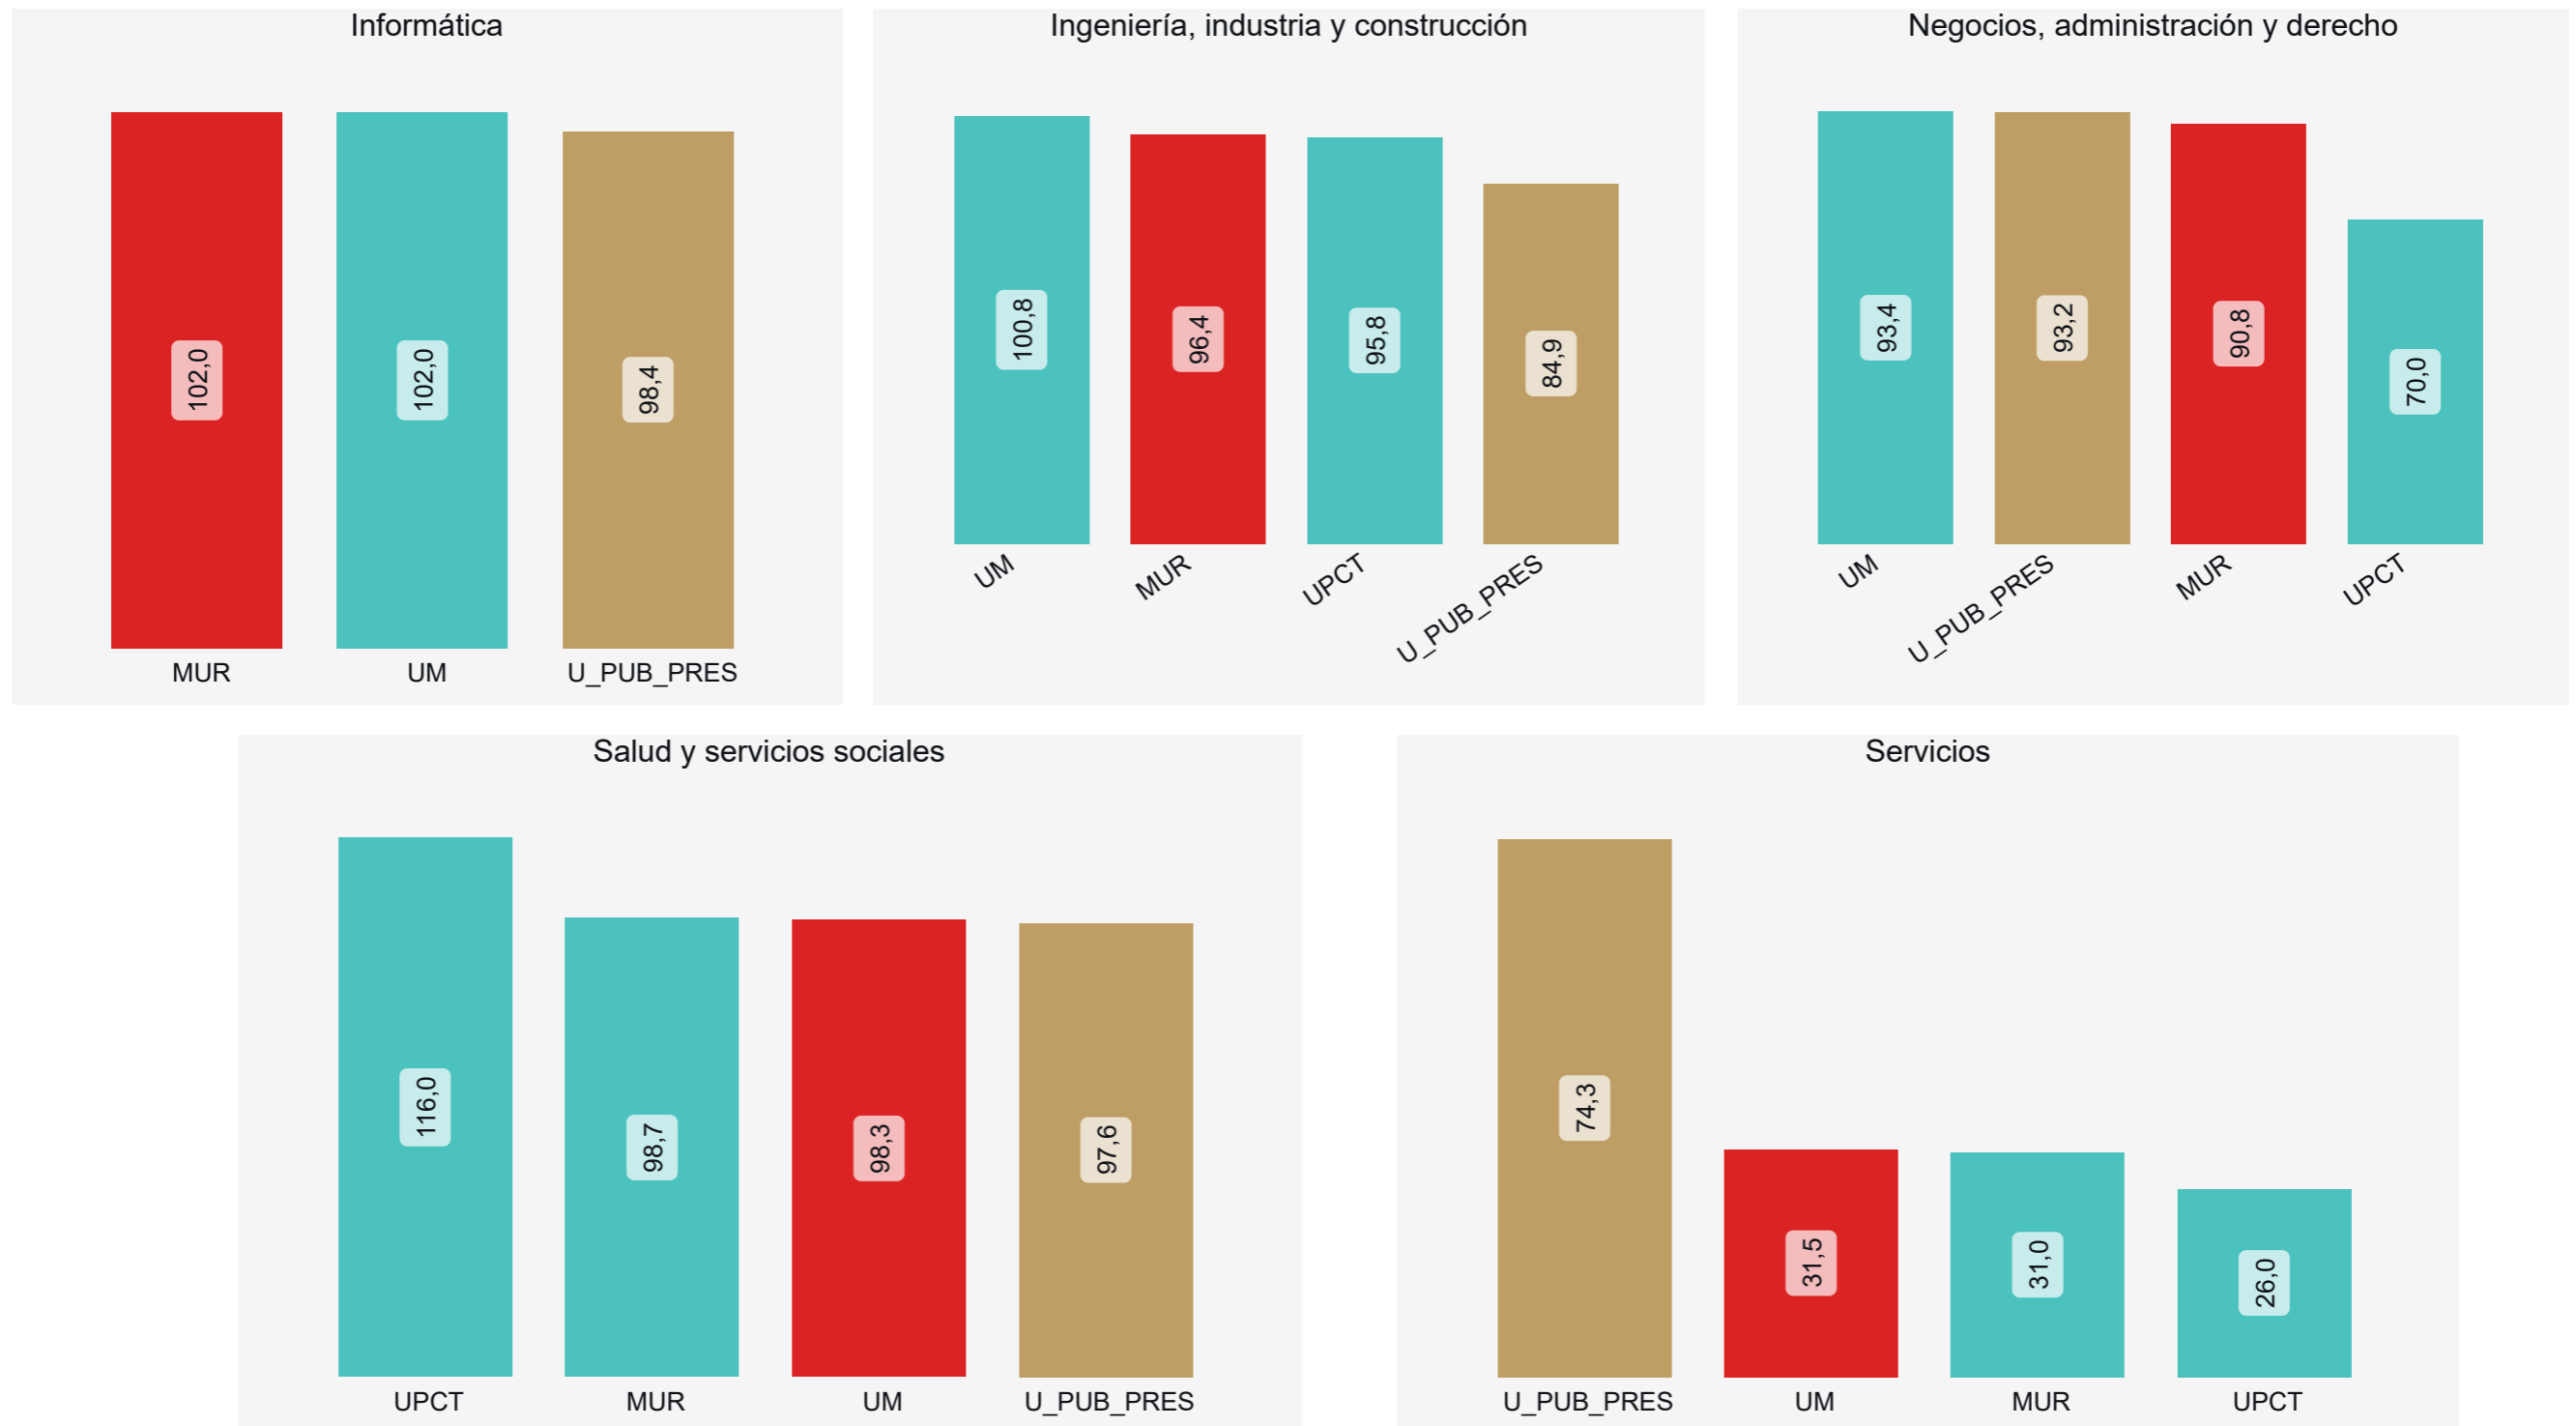 Informática
102,0
102,0
98,4
MUR
UM
U_PUB_PRES
Ingeniería, industria y construcción
100,8
96,4
95,8
84,9
UM
MUR
UPCT
U_PUB_PRES
Negocios, administración y derecho
93,4
93,2
90,8
70,0
UM
U_PUB_PRES
MUR
UPCT
Salud y servicios sociales
116,0
98,7
98,3
97,6
UPCT
MUR
UM
U_PUB_PRES
Servicios
74,3
31,5
31,0
26,0
U_PUB_PRES
UM
MUR
UPCT